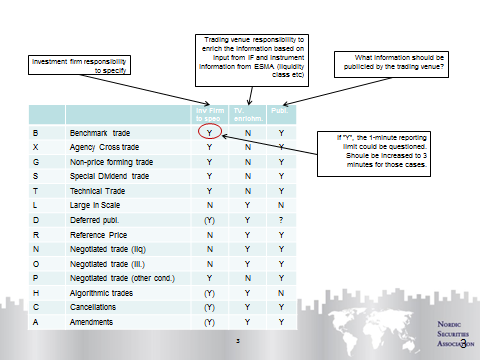 Trading venue responsibility to
enrich the information based on
input from IF and instrument
information from ESMA (liquidity
class etc)
Investment firm responsibility
to specify
What information should be
publicied by the trading venue?
Inv Firm
to spec
TV.
enrichm.
Publ.
B Benchmark trade Y N Y
X Agency Cross trade Y N Y
G Non-price forming trade Y N Y
S Special Dividend trade Y N Y
T Technical Trade Y N Y
L Large in Scale N Y N
D Deferred publ. (Y) Y ?
R Reference Price N Y Y
N Negotiated trade (liq) N Y Y
O Negotiated trade (ill.) N Y Y
P Negotiated trade (other cond.) Y N Y
H Algorithmic trades (Y) Y N
C Cancellations (Y) Y Y
A Amendments (Y) Y Y
If "Y", the 1-minute reporting
limit could be questioned.
Shoule be increased to 3
minutes for those cases.
3
NORDIC
SECURITIES
ASSOCIATION
3